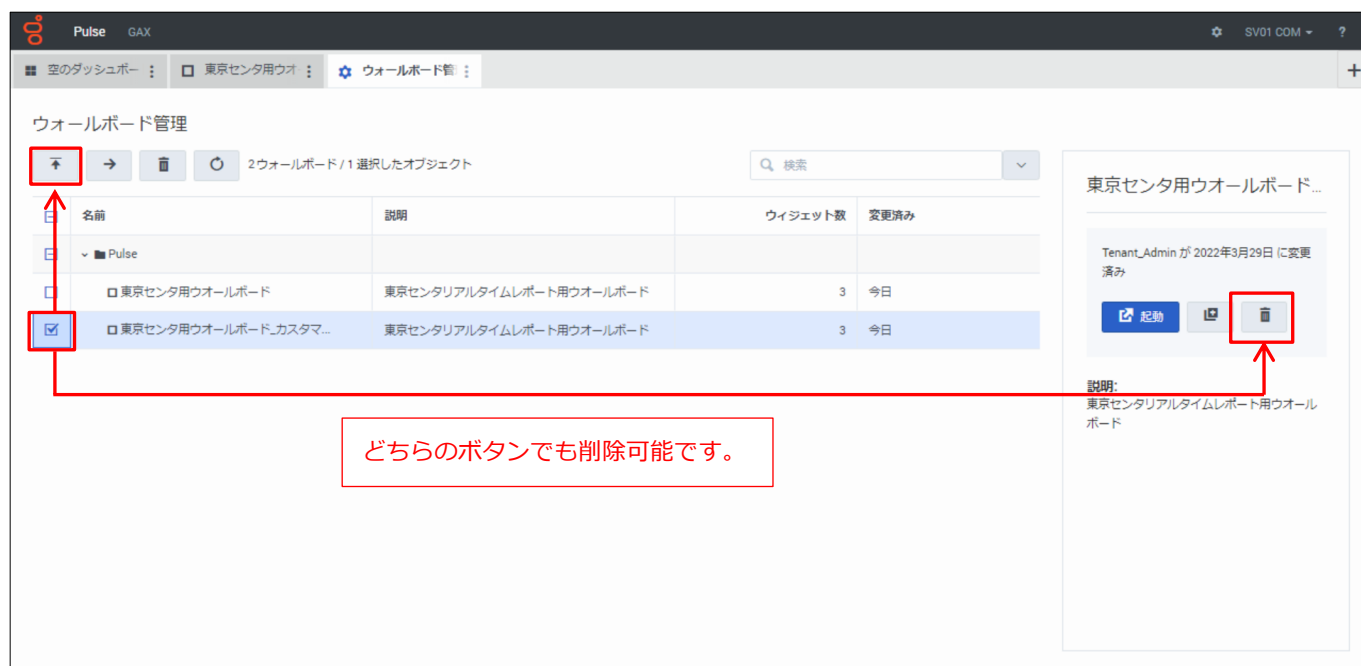 Pulse GAX SV01 COM ?
空のダッシュボー 東京センタ用ウオ ウォールボード管 +
ウォールボード管理
2ウォールボード / 1 選択したオブジェクト 検索
名前 説明 ウィジェット数 変更済み
Pulse
東京センタ用ウオールボード 東京センタリアルタイムレポート用ウオールボード 3 今日
東京センタ用ウオールボード_カスタマ... 東京センタリアルタイムレポート用ウオールボード 3 今日
東京センタ用ウオールボード...
Tenant_Admin が 2022年3月29日 に変更
済み
起動
説明:
東京センタリアルタイムレポート用ウオール
ボード
どちらのボタンでも削除可能です。